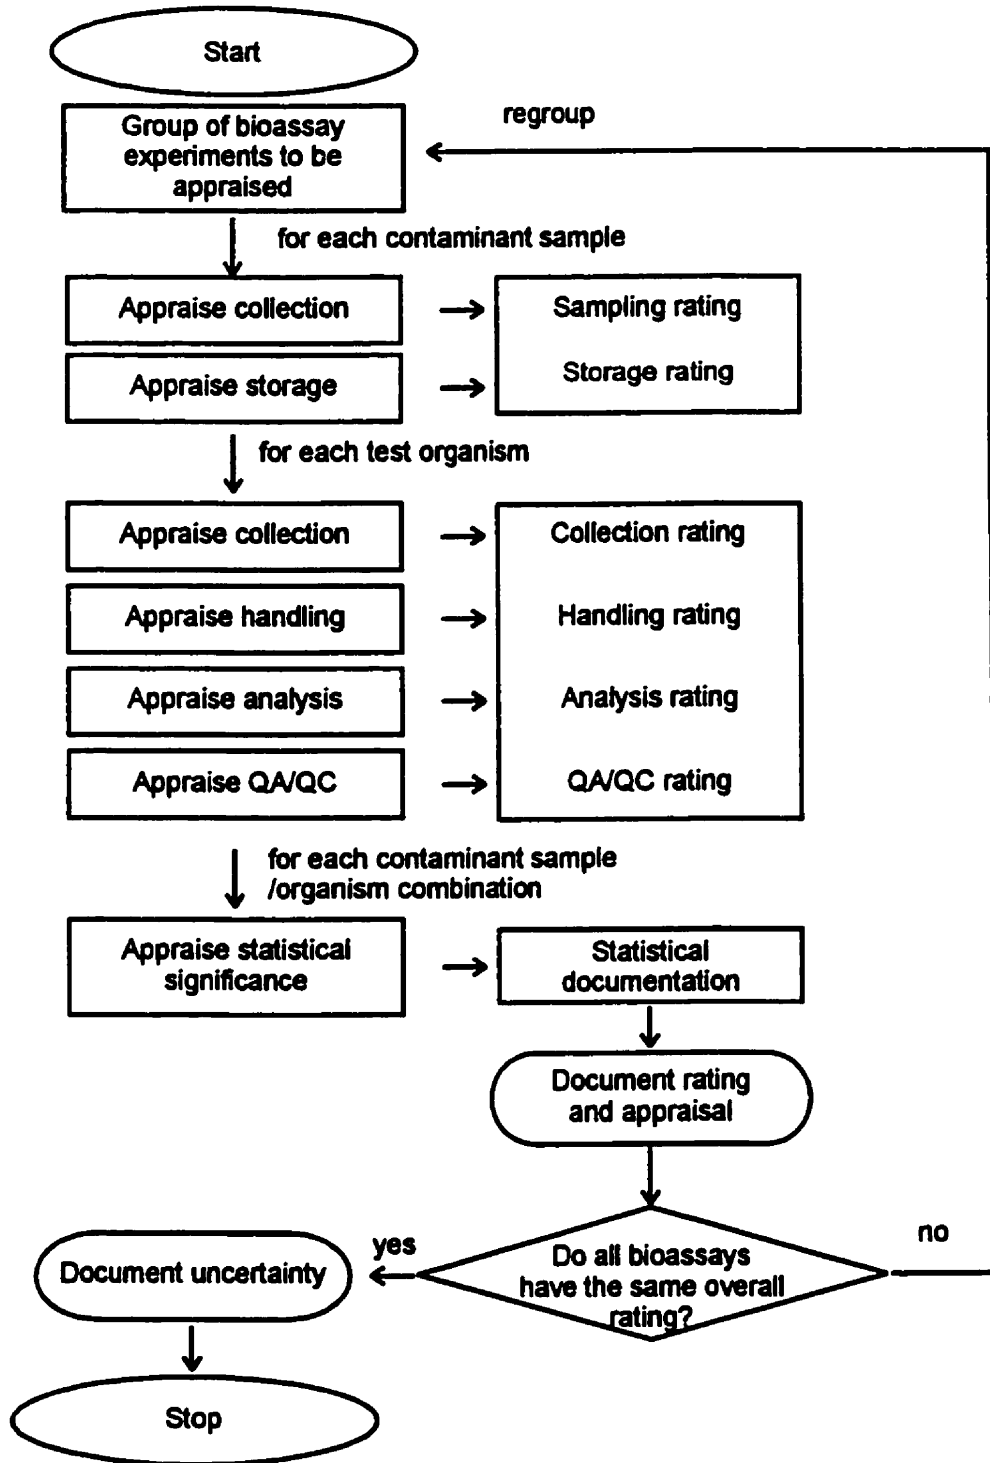 Start
Group of bioassay
experiments to be
appraised
regroup
for each contaminant sample
Appraise collection
Sampling rating
Appraise storage
Storage rating
for each test organism
Appraise collection
Collection rating
Appraise handling
Handling rating
Appraise analysis
Analysis rating
Appraise QA/QC
QA/QC rating
for each contaminant sample
/organism combination
Appraise statistical
significance
Statistical
documentation
Document rating
and appraisal
Do all bioassays
have the same overall
rating?
yes
no
Document uncertainty
Stop